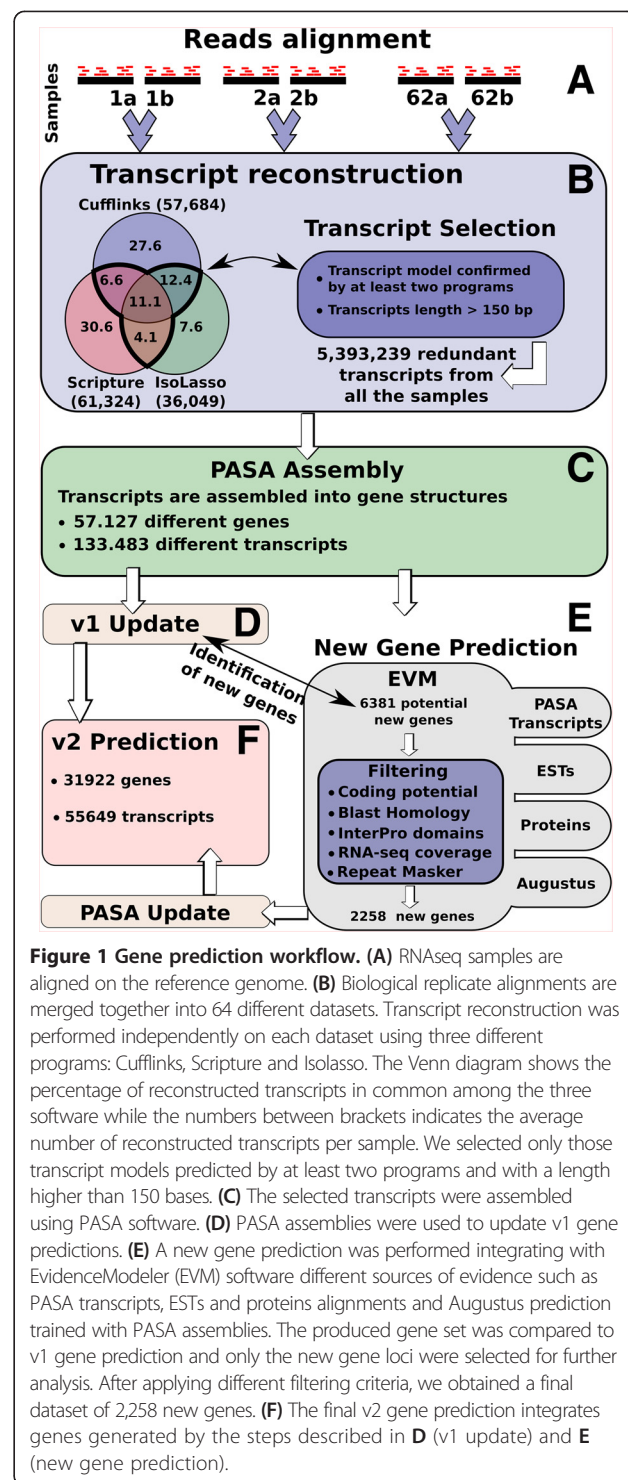 Reads alignment
Samples
1a 1b
2a 2b
62a 62b
A
Transcript reconstruction
B
Cufflinks (57,684)
27.6
6.6
12.4
11.1
30.6
7.6
4.1
Scripture
(61,324)
IsoLasso
(36,049)
Transcript Selection
• Transcript model confirmed
by at least two programs
• Transcripts length > 150 bp
5,393,239 redundant
transcripts from
all the samples
PASA Assembly
C
Transcripts are assembled into gene structures
• 57.127 different genes
• 133.483 different transcripts
v1 Update
D
Identification
of new genes
New Gene Prediction
E
EVM
6381 potential
new genes
Filtering
• Coding potential
• Blast Homology
• InterPro domains
• RNA-seq coverage
• Repeat Masker
2258 new genes
PASA
Transcripts
ESTs
Proteins
Augustus
v2 Prediction
F
• 31922 genes
• 55649 transcripts
PASA Update
Figure 1 Gene prediction workflow. (A) RNAseq samples are
aligned on the reference genome. (B) Biological replicate alignments are
merged together into 64 different datasets. Transcript reconstruction was
performed independently on each dataset using three different
programs: Cufflinks, Scripture and Isolasso. The Venn diagram shows the
percentage of reconstructed transcripts in common among the three
software while the numbers between brackets indicates the average
number of reconstructed transcripts per sample. We selected only those
transcript models predicted by at least two programs and with a length
higher than 150 bases. (C) The selected transcripts were assembled
using PASA software. (D) PASA assemblies were used to update v1 gene
predictions. (E) A new gene prediction was performed integrating with
EvidenceModeler (EVM) software different sources of evidence such as
PASA transcripts, ESTs and proteins alignments and Augustus prediction
trained with PASA assemblies. The produced gene set was compared to
v1 gene prediction and only the new gene loci were selected for further
analysis. After applying different filtering criteria, we obtained a final
dataset of 2,258 new genes. (F) The final v2 gene prediction integrates
genes generated by the steps described in D (v1 update) and E
(new gene prediction).